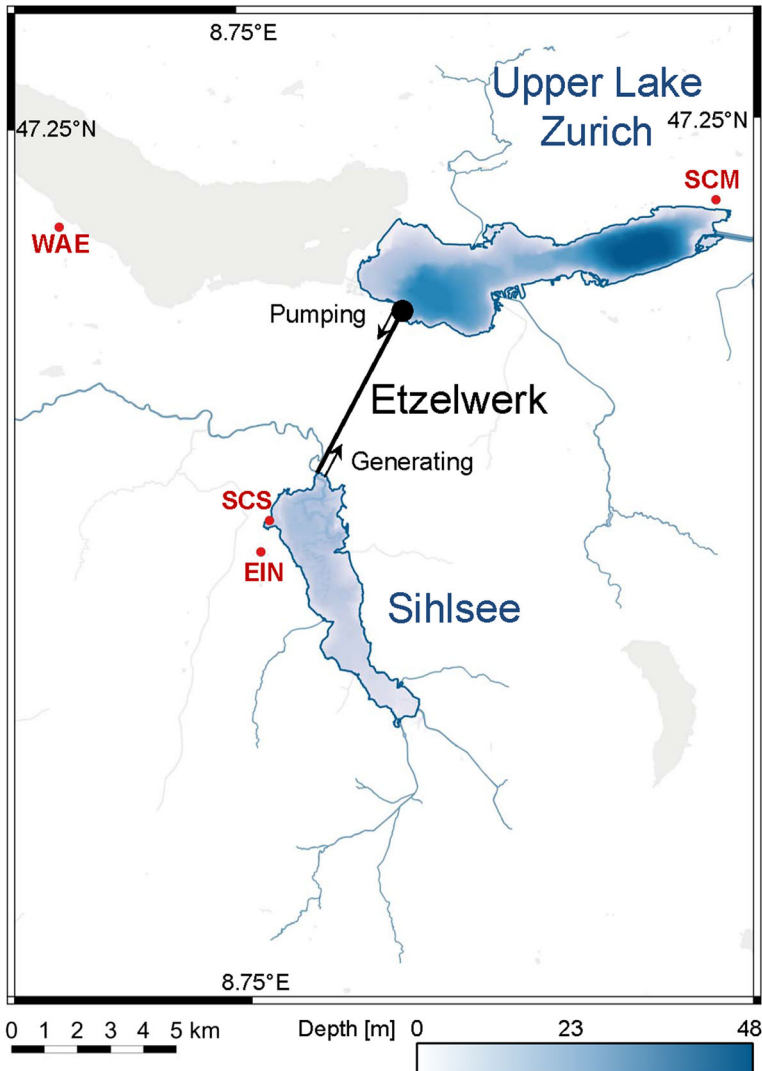 8.75°E
Upper Lake
Zurich
47.25°N
47.25°N
SCM
WAE
Pumping
Etzelwerk
Generating
SCS
EIN
Sihlsee
8.75°E
0 1 2 3 4 5 km
Depth [m] 0 23 48